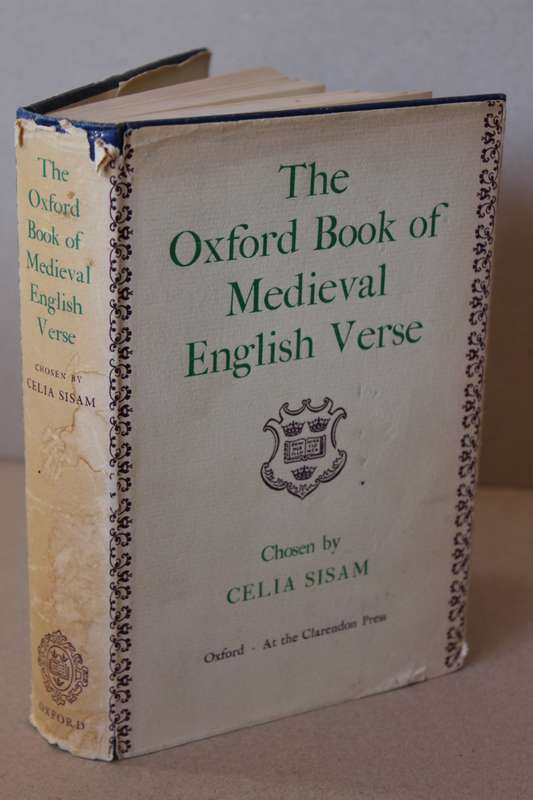 The
Oxford
Book of
Medieval
English
Verse
CHOSEN BY
CELIA SISAM
OXFORD
The
Oxford Book of
Medieval
English Verse
Chosen by
CELIA SISAM
Oxford · At the Clarendon Press